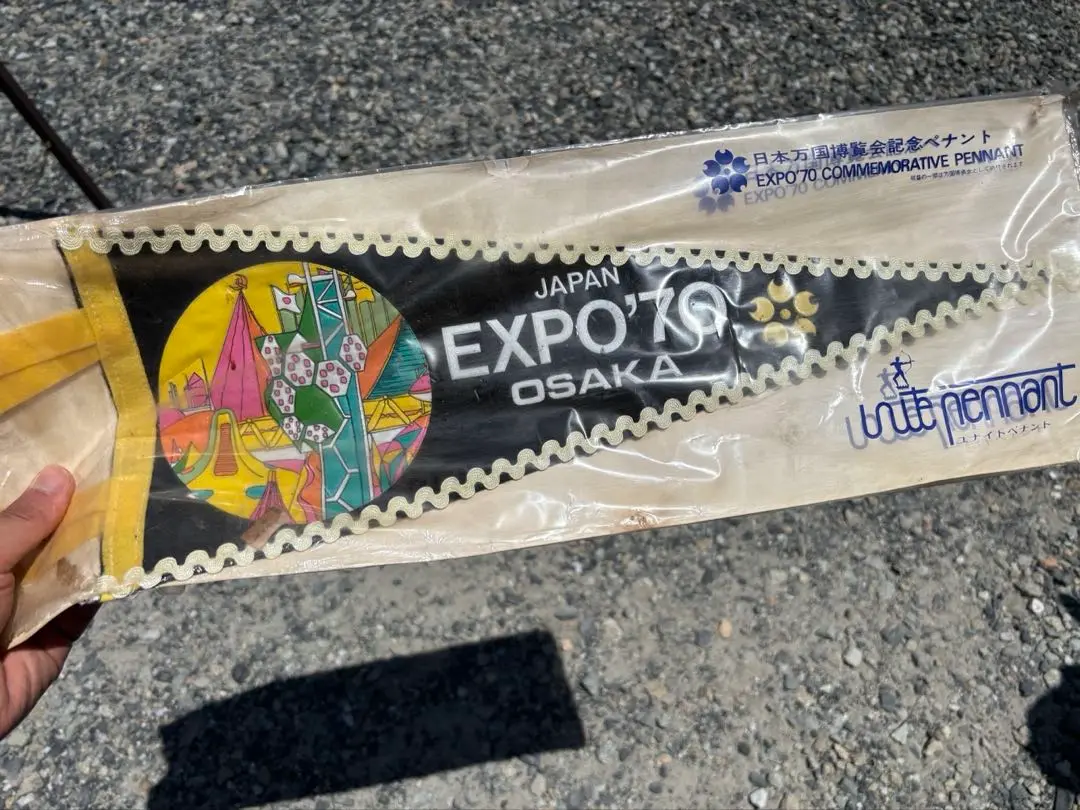 日本万国博覧会記念ペナント
EXPO'70 COMMEMORATIVE PENNANT
JAPAN
EXPO'70
OSAKA
unite pennant
ユナイトペナント